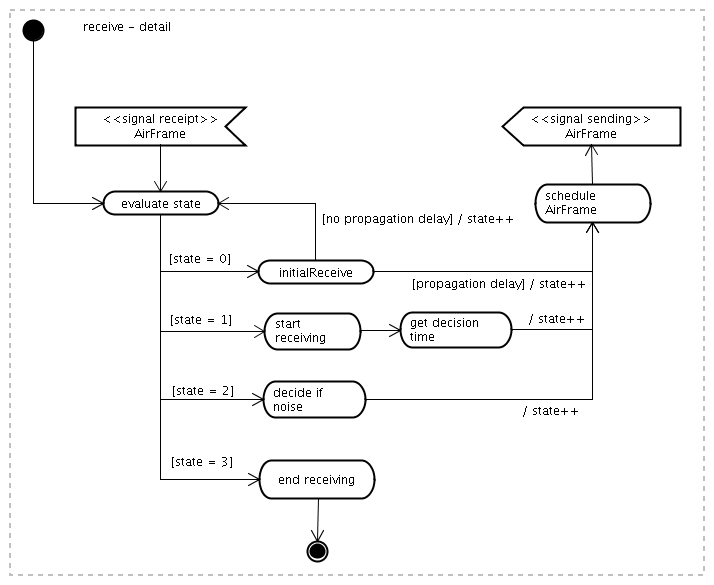 receive - detail
<<signal receipt>>
AirFrame
<<signal sending>>
AirFrame
evaluate state
schedule
AirFrame
[no propagation delay] / state++
[state = 0]
initialReceive
[propagation delay] / state++
[state = 1]
start
receiving
get decision
time
/ state++
[state = 2]
decide if
noise
/ state++
[state = 3]
end receiving